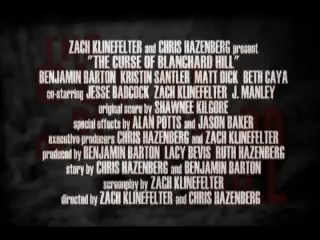 ZACH KLINEFELTER and CHRIS HAZENBERG present
"THE CURSE OF BLANCHARD HILL"
BENJAMIN BARTON KRISTIN SANTLER MATT DICK BETH CAYA
co-starring JESSE BABCOCK ZACH KLINEFELTER J. MANLEY
original score by SHAWNEE KILGORE
special effects by ALAN POTTS and JASON BAKER
executive producers CHRIS HAZENBERG and ZACH KLINEFELTER
produced by BENJAMIN BARTON LACY BEVIS RUTH HAZENBERG
story by CHRIS HAZENBERG and BENJAMIN BARTON
screenplay by ZACH KLINEFELTER
directed by ZACH KLINEFELTER and CHRIS HAZENBERG